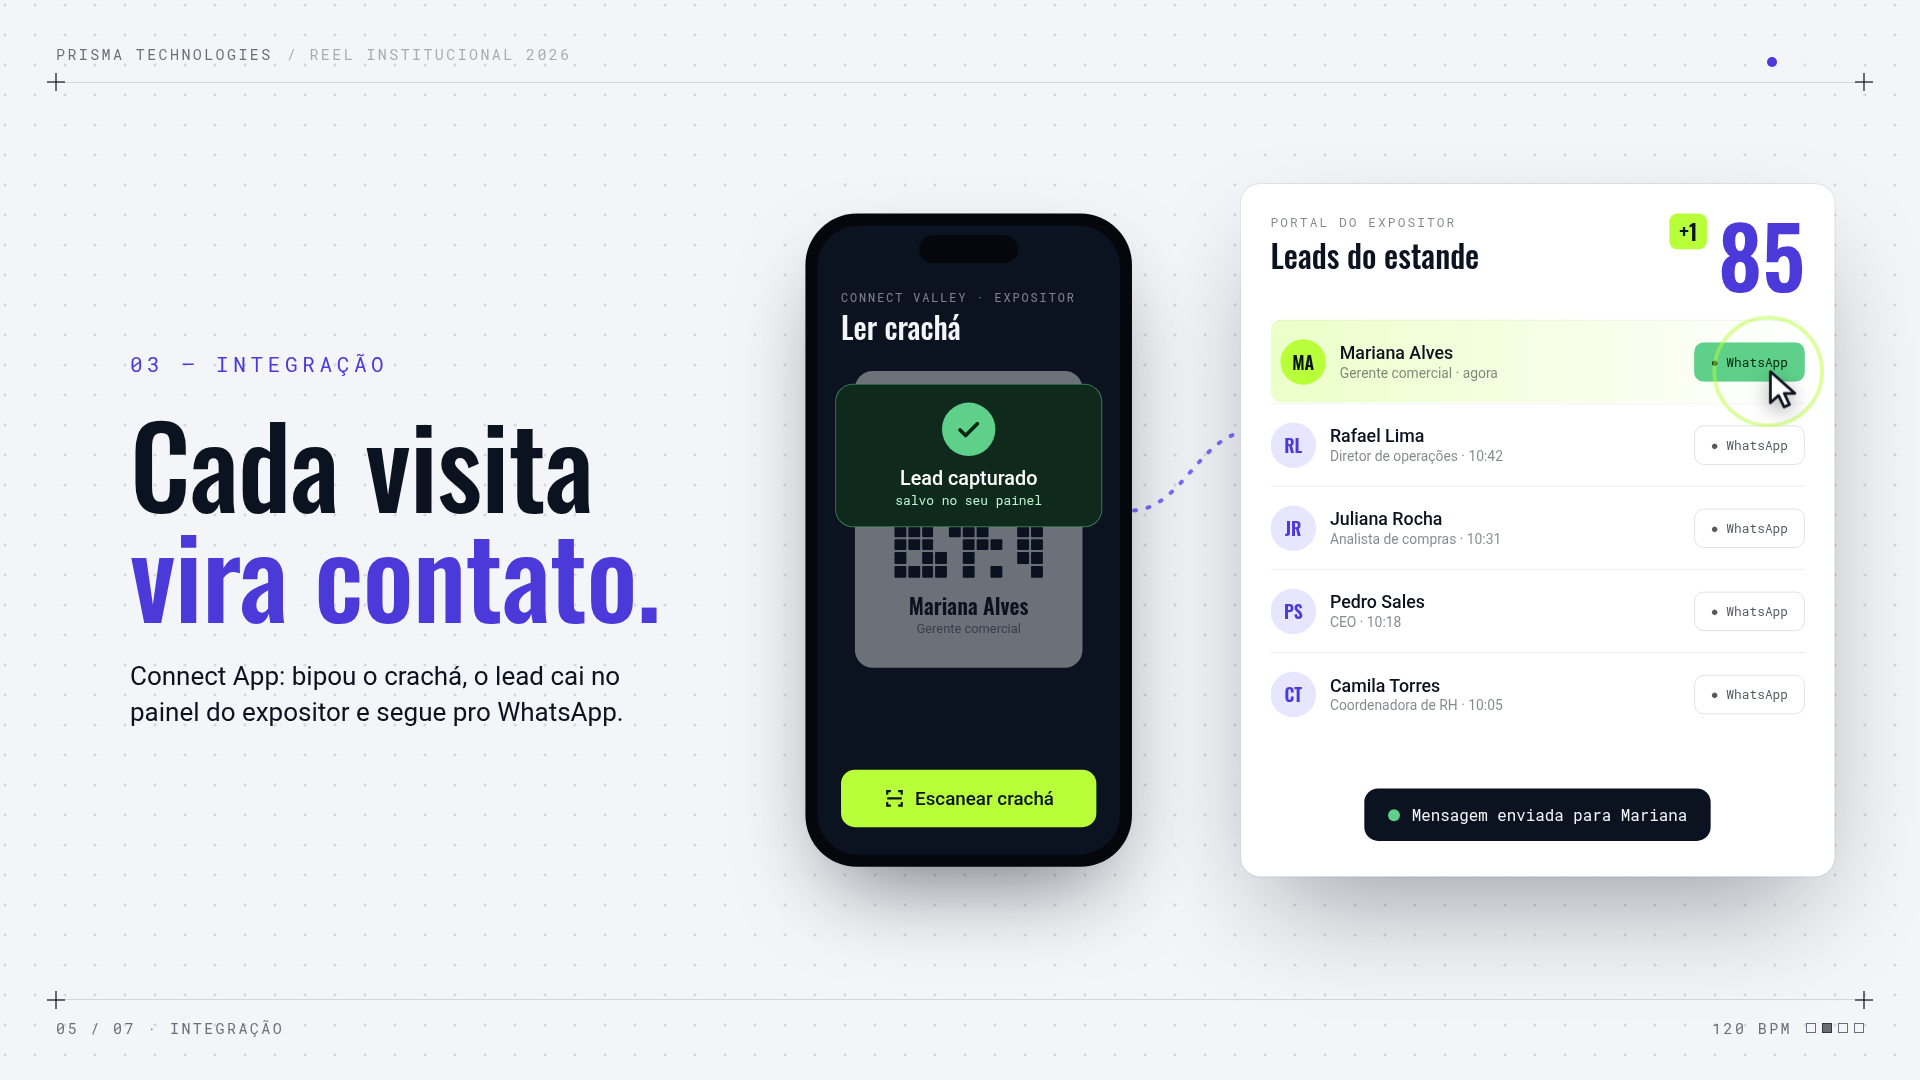 PRISMA TECHNOLOGIES / REEL INSTITUCIONAL 2026
03 — INTEGRAÇÃO
Cada visita
vira contato.
Connect App: bipou o crachá, o lead cai no
painel do expositor e segue pro WhatsApp.
CONNECT VALLEY · EXPOSITOR
Ler crachá
Lead capturado
salvo no seu painel
Mariana Alves
Gerente comercial
Escanear crachá
PORTAL DO EXPOSITOR
Leads do estande
+1
85
MA
Mariana Alves
Gerente comercial · agora
• WhatsApp
RL
Rafael Lima
Diretor de operações · 10:42
• WhatsApp
JR
Juliana Rocha
Analista de compras · 10:31
• WhatsApp
PS
Pedro Sales
CEO · 10:18
• WhatsApp
CT
Camila Torres
Coordenadora de RH · 10:05
• WhatsApp
Mensagem enviada para Mariana
05 / 07 · INTEGRAÇÃO
120 BPM